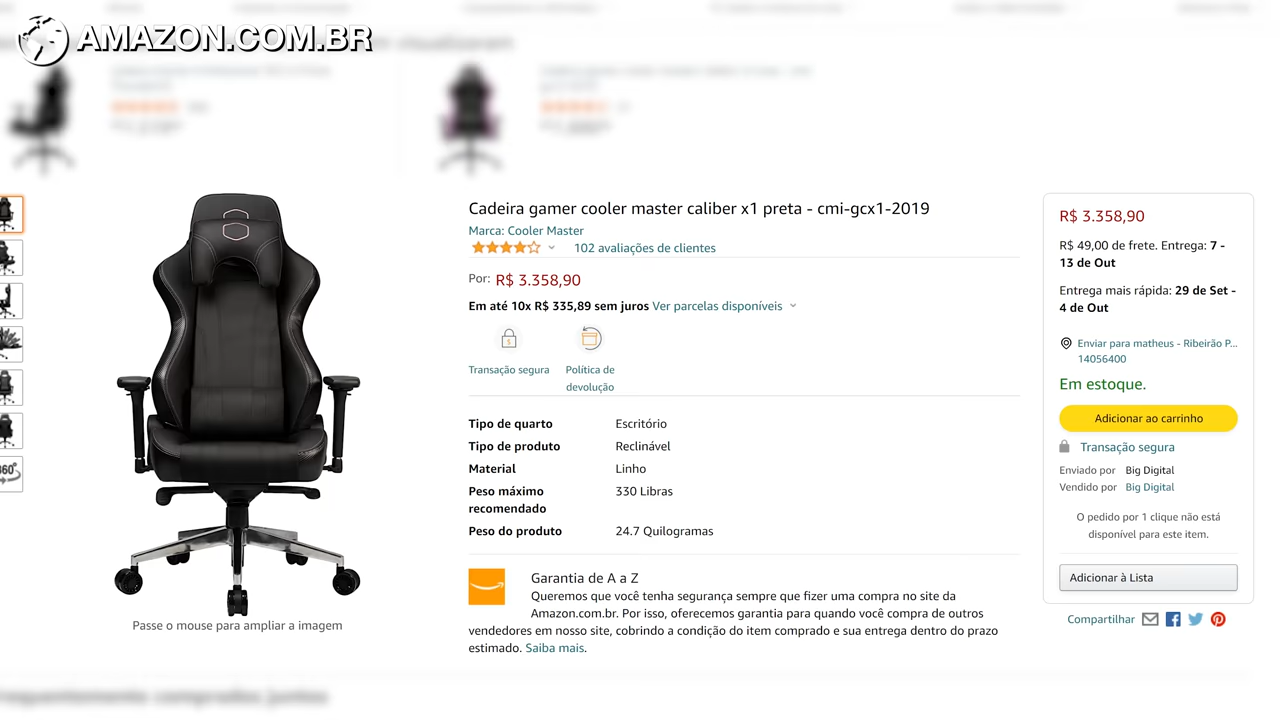 AMAZON.COM.BR
Cadeira gamer cooler master caliber x1 preta - cmi-gcx1-2019
Marca: Cooler Master
102 avaliações de clientes
Por: R$ 3.358,90
Em até 10x R$ 335,89 sem juros Ver parcelas disponíveis
Transação segura
Política de
devolução
Tipo de quarto Escritório
Tipo de produto Reclinável
Material Linho
Peso máximo
recomendado 330 Libras
Peso do produto 24.7 Quilogramas
Garantia de A a Z
Queremos que você tenha segurança sempre que fizer uma compra no site da
Amazon.com.br. Por isso, oferecemos garantia para quando você compra de outros
vendedores em nosso site, cobrindo a condição do item comprado e sua entrega dentro do prazo
estimado. Saiba mais.
Passe o mouse para ampliar a imagem
360°
R$ 3.358,90
R$ 49,00 de frete. Entrega: 7 -
13 de Out
Entrega mais rápida: 29 de Set -
4 de Out
Enviar para matheus - Ribeirão P...
14056400
Em estoque.
Adicionar ao carrinho
Transação segura
Enviado por Big Digital
Vendido por Big Digital
O pedido por 1 clique não está
disponível para este item.
Adicionar à Lista
Compartilhar
frequentemente comprados juntos